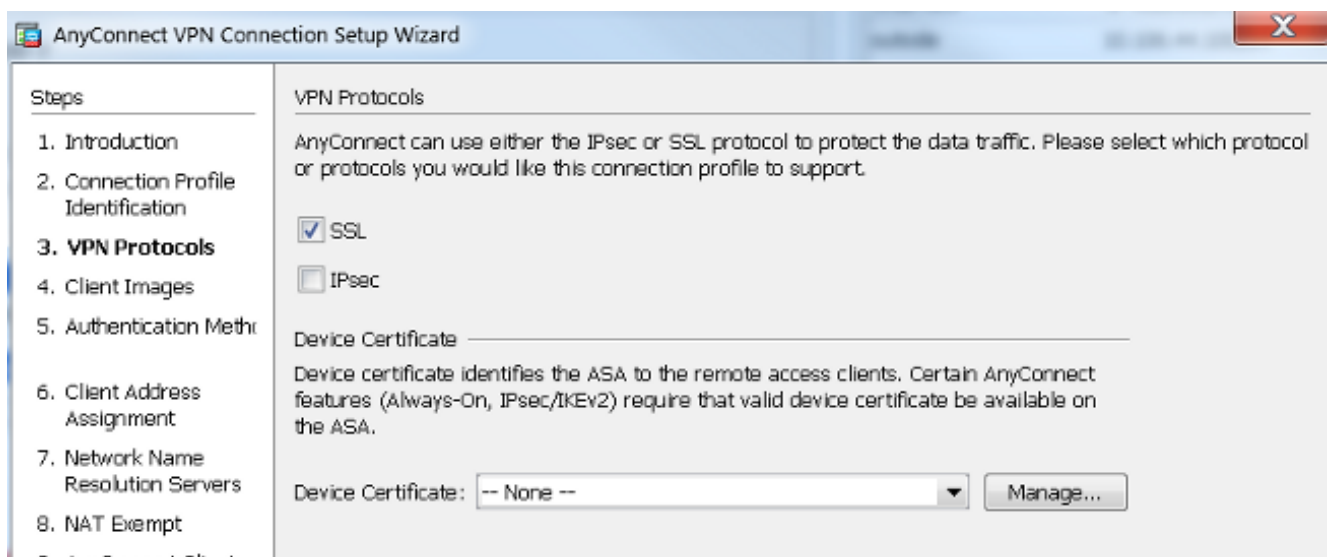 AnyConnect VPN Connection Setup Wizard
Steps
1. Introduction
2. Connection Profile
Identification
3. VPN Protocols
4. Client Images
5. Authentication Meth
6. Client Address
Assignment
7. Network Name
Resolution Servers
8. NAT Exempt
VPN Protocols
AnyConnect can use either the IPsec or SSL protocol to protect the data traffic. Please select which protocol
or protocols you would like this connection profile to support.
SSL
IPsec
Device Certificate
Device certificate identifies the ASA to the remote access clients. Certain AnyConnect
features (Always-On, IPsec/IKEv2) require that valid device certificate be available on
the ASA.
Device Certificate: -- None -- Manage...